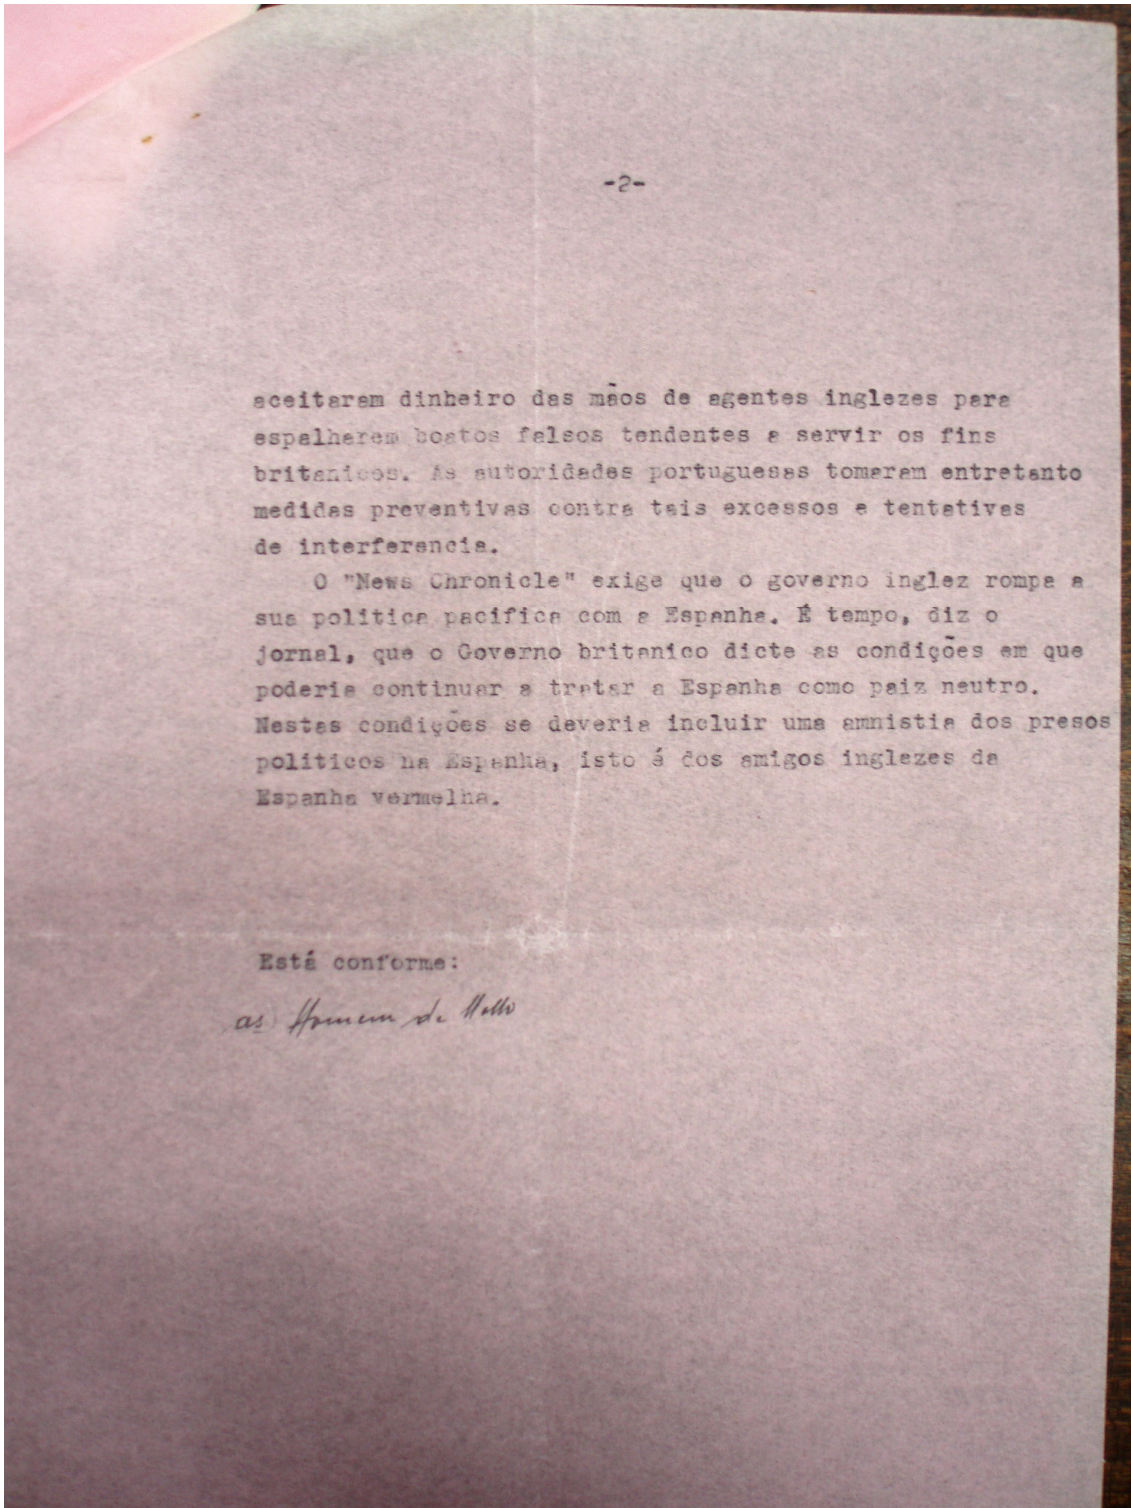 -2-
aceitarem dinheiro das mãos de agentes inglezes para
espalharem boatos falsos tendentes a servir os fins
britanicos. As autoridades portuguesas tomaram entretanto
medidas preventivas contra tais excessos e tentativas
de interferencia.
O "News Chronicle" exige que o governo inglez rompa a
sua politica pacifica com a Espanha. É tempo, diz o
jornal, que o Governo britanico dicte as condições em que
poderia continuar a tratar a Espanha como paiz neutro.
Nestas condições se deveria incluir uma amnistia dos presos
politicos na Espanha, isto é dos amigos inglezes da
Espanha vermelha.
Está conforme:
as) Homem de Mello